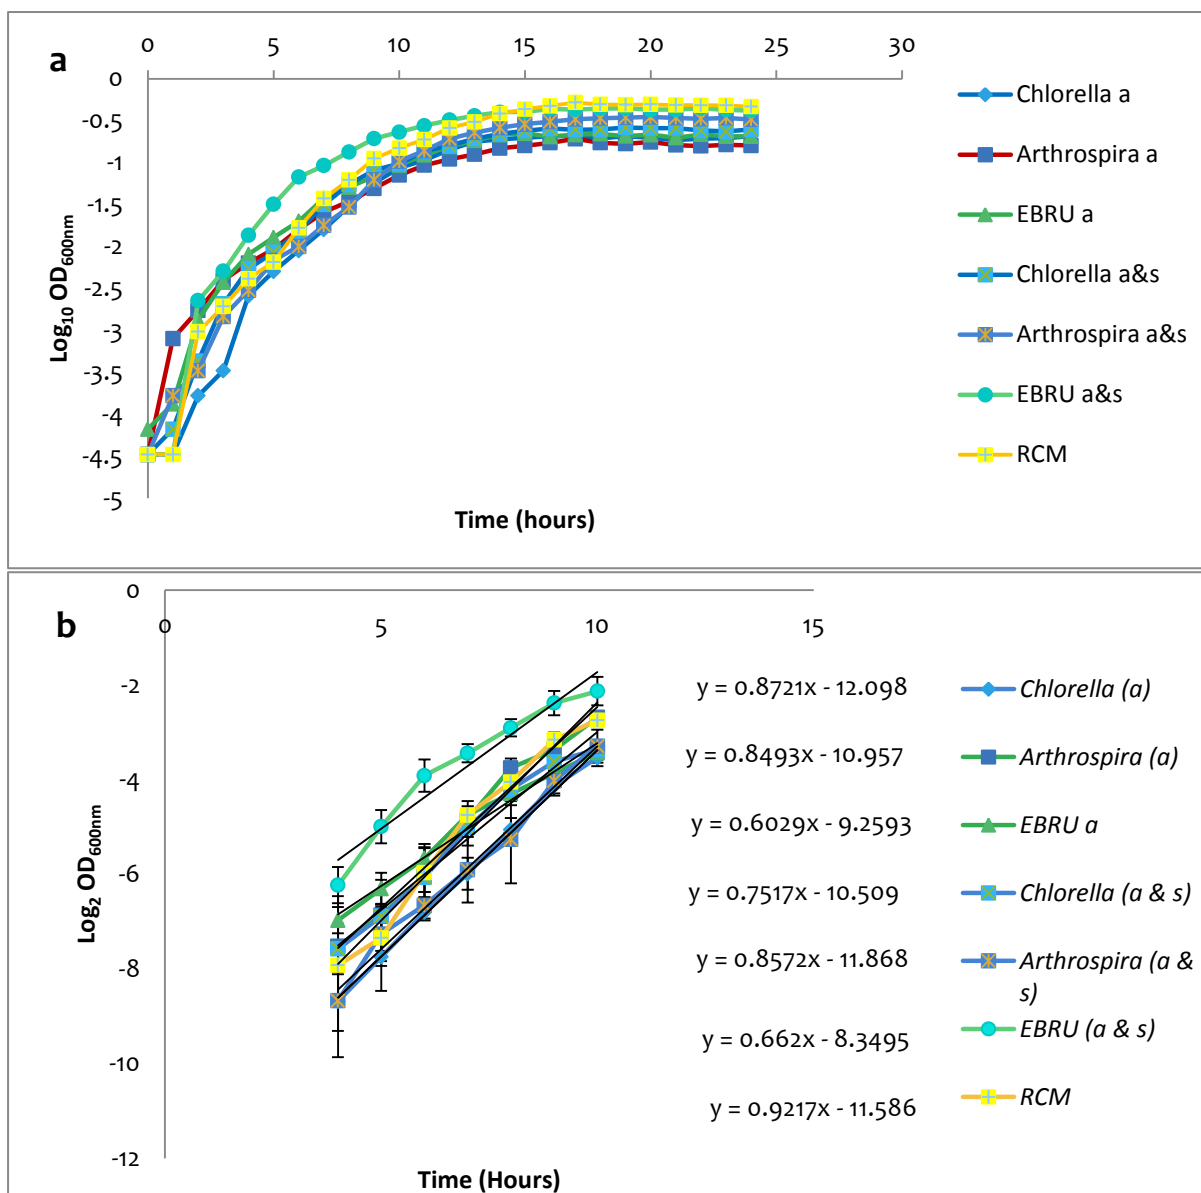 a
0 5 10 15 20 25 30
0
-0.5
-1
-1.5
-2
-2.5
-3
-3.5
-4
-4.5
-5
Log10 OD600nm
Time (hours)
Chlorella a
Arthrospira a
EBRU a
Chlorella a&s
Arthrospira a&s
EBRU a&s
RCM
b
0
0 5 10 15
-2
-4
-6
-8
-10
-12
Log2 OD600nm
Time (Hours)
y = 0.8721x - 12.098
y = 0.8493x - 10.957
y = 0.6029x - 9.2593
y = 0.7517x - 10.509
y = 0.8572x - 11.868
y = 0.662x - 8.3495
y = 0.9217x - 11.586
Chlorella (a)
Arthrospira (a)
EBRU a
Chlorella (a & s)
Arthrospira (a &
s)
EBRU (a & s)
RCM